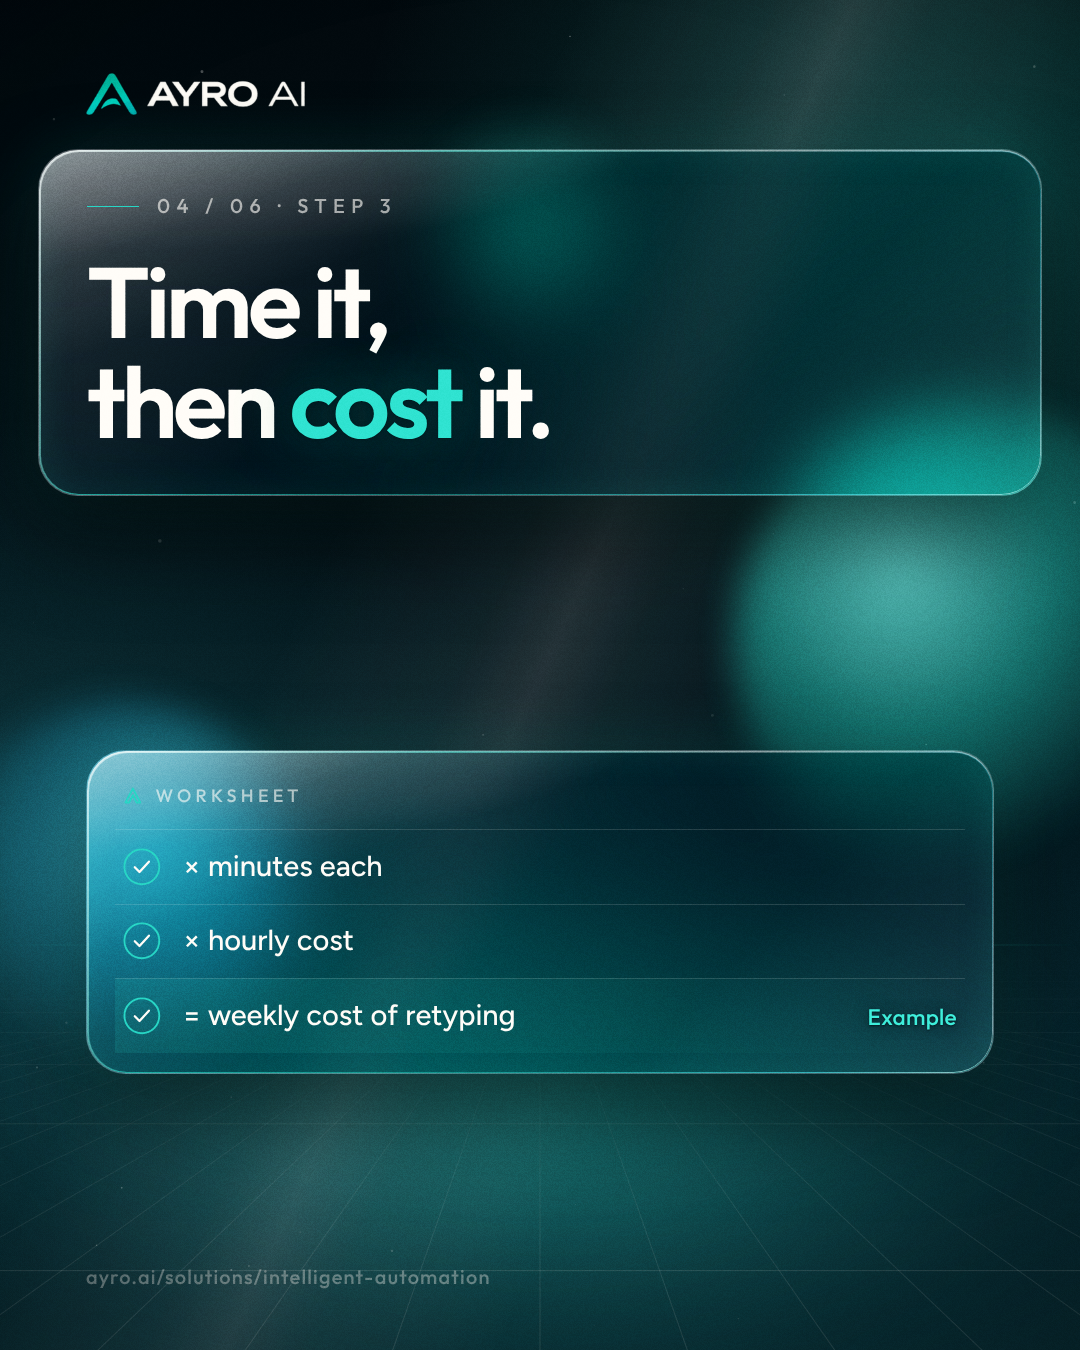 AYRO AI
04 / 06 · STEP 3
Time it,
then cost it.
WORKSHEET
× minutes each
× hourly cost
= weekly cost of retyping
Example
ayro.ai/solutions/intelligent-automation